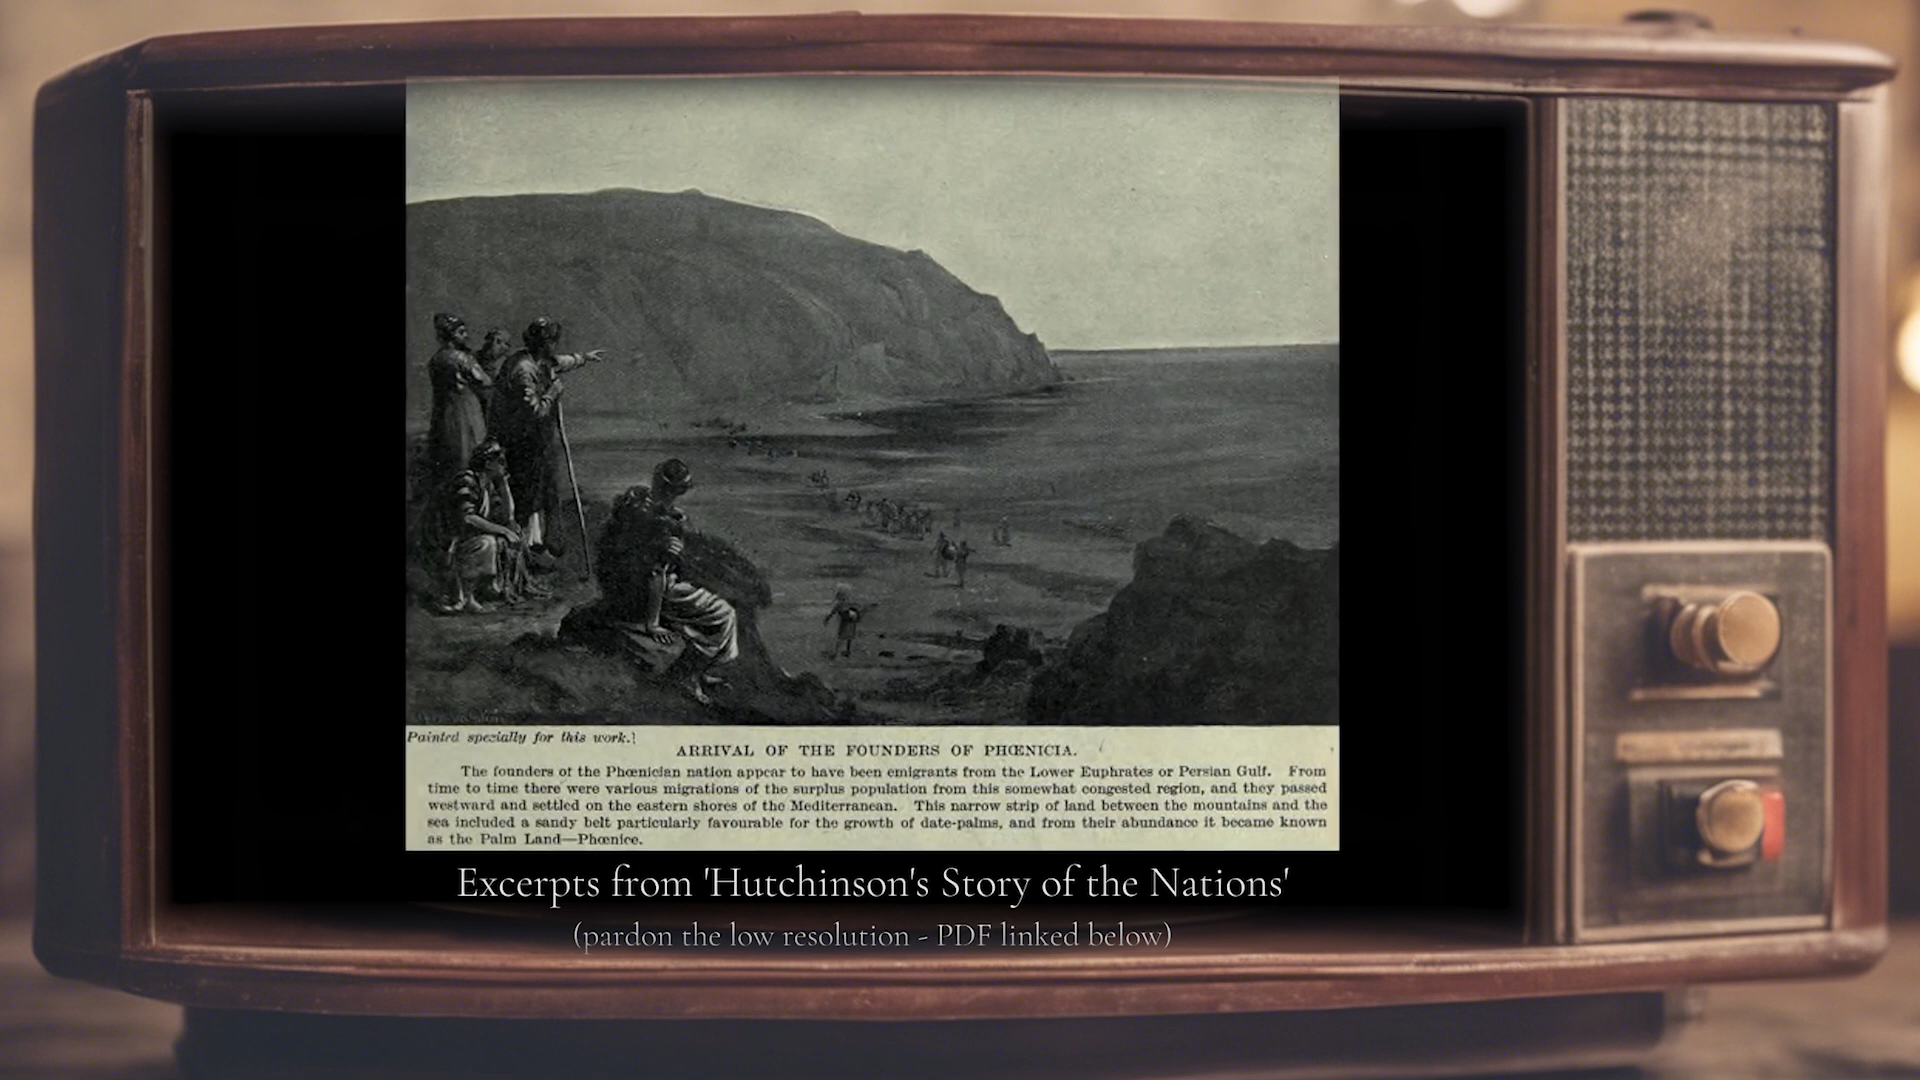 Painted specially for this work.]
ARRIVAL OF THE FOUNDERS OF PHŒNICIA.
The founders of the Phœnician nation appear to have been emigrants from the Lower Euphrates or Persian Gulf. From
time to time there were various migrations of the surplus population from this somewhat congested region, and they passed
westward and settled on the eastern shores of the Mediterranean. This narrow strip of land between the mountains and the
sea included a sandy belt particularly favourable for the growth of date-palms, and from their abundance it became known
as the Palm Land—Phœnice.
Excerpts from 'Hutchinson's Story of the Nations'
(pardon the low resolution - PDF linked below)